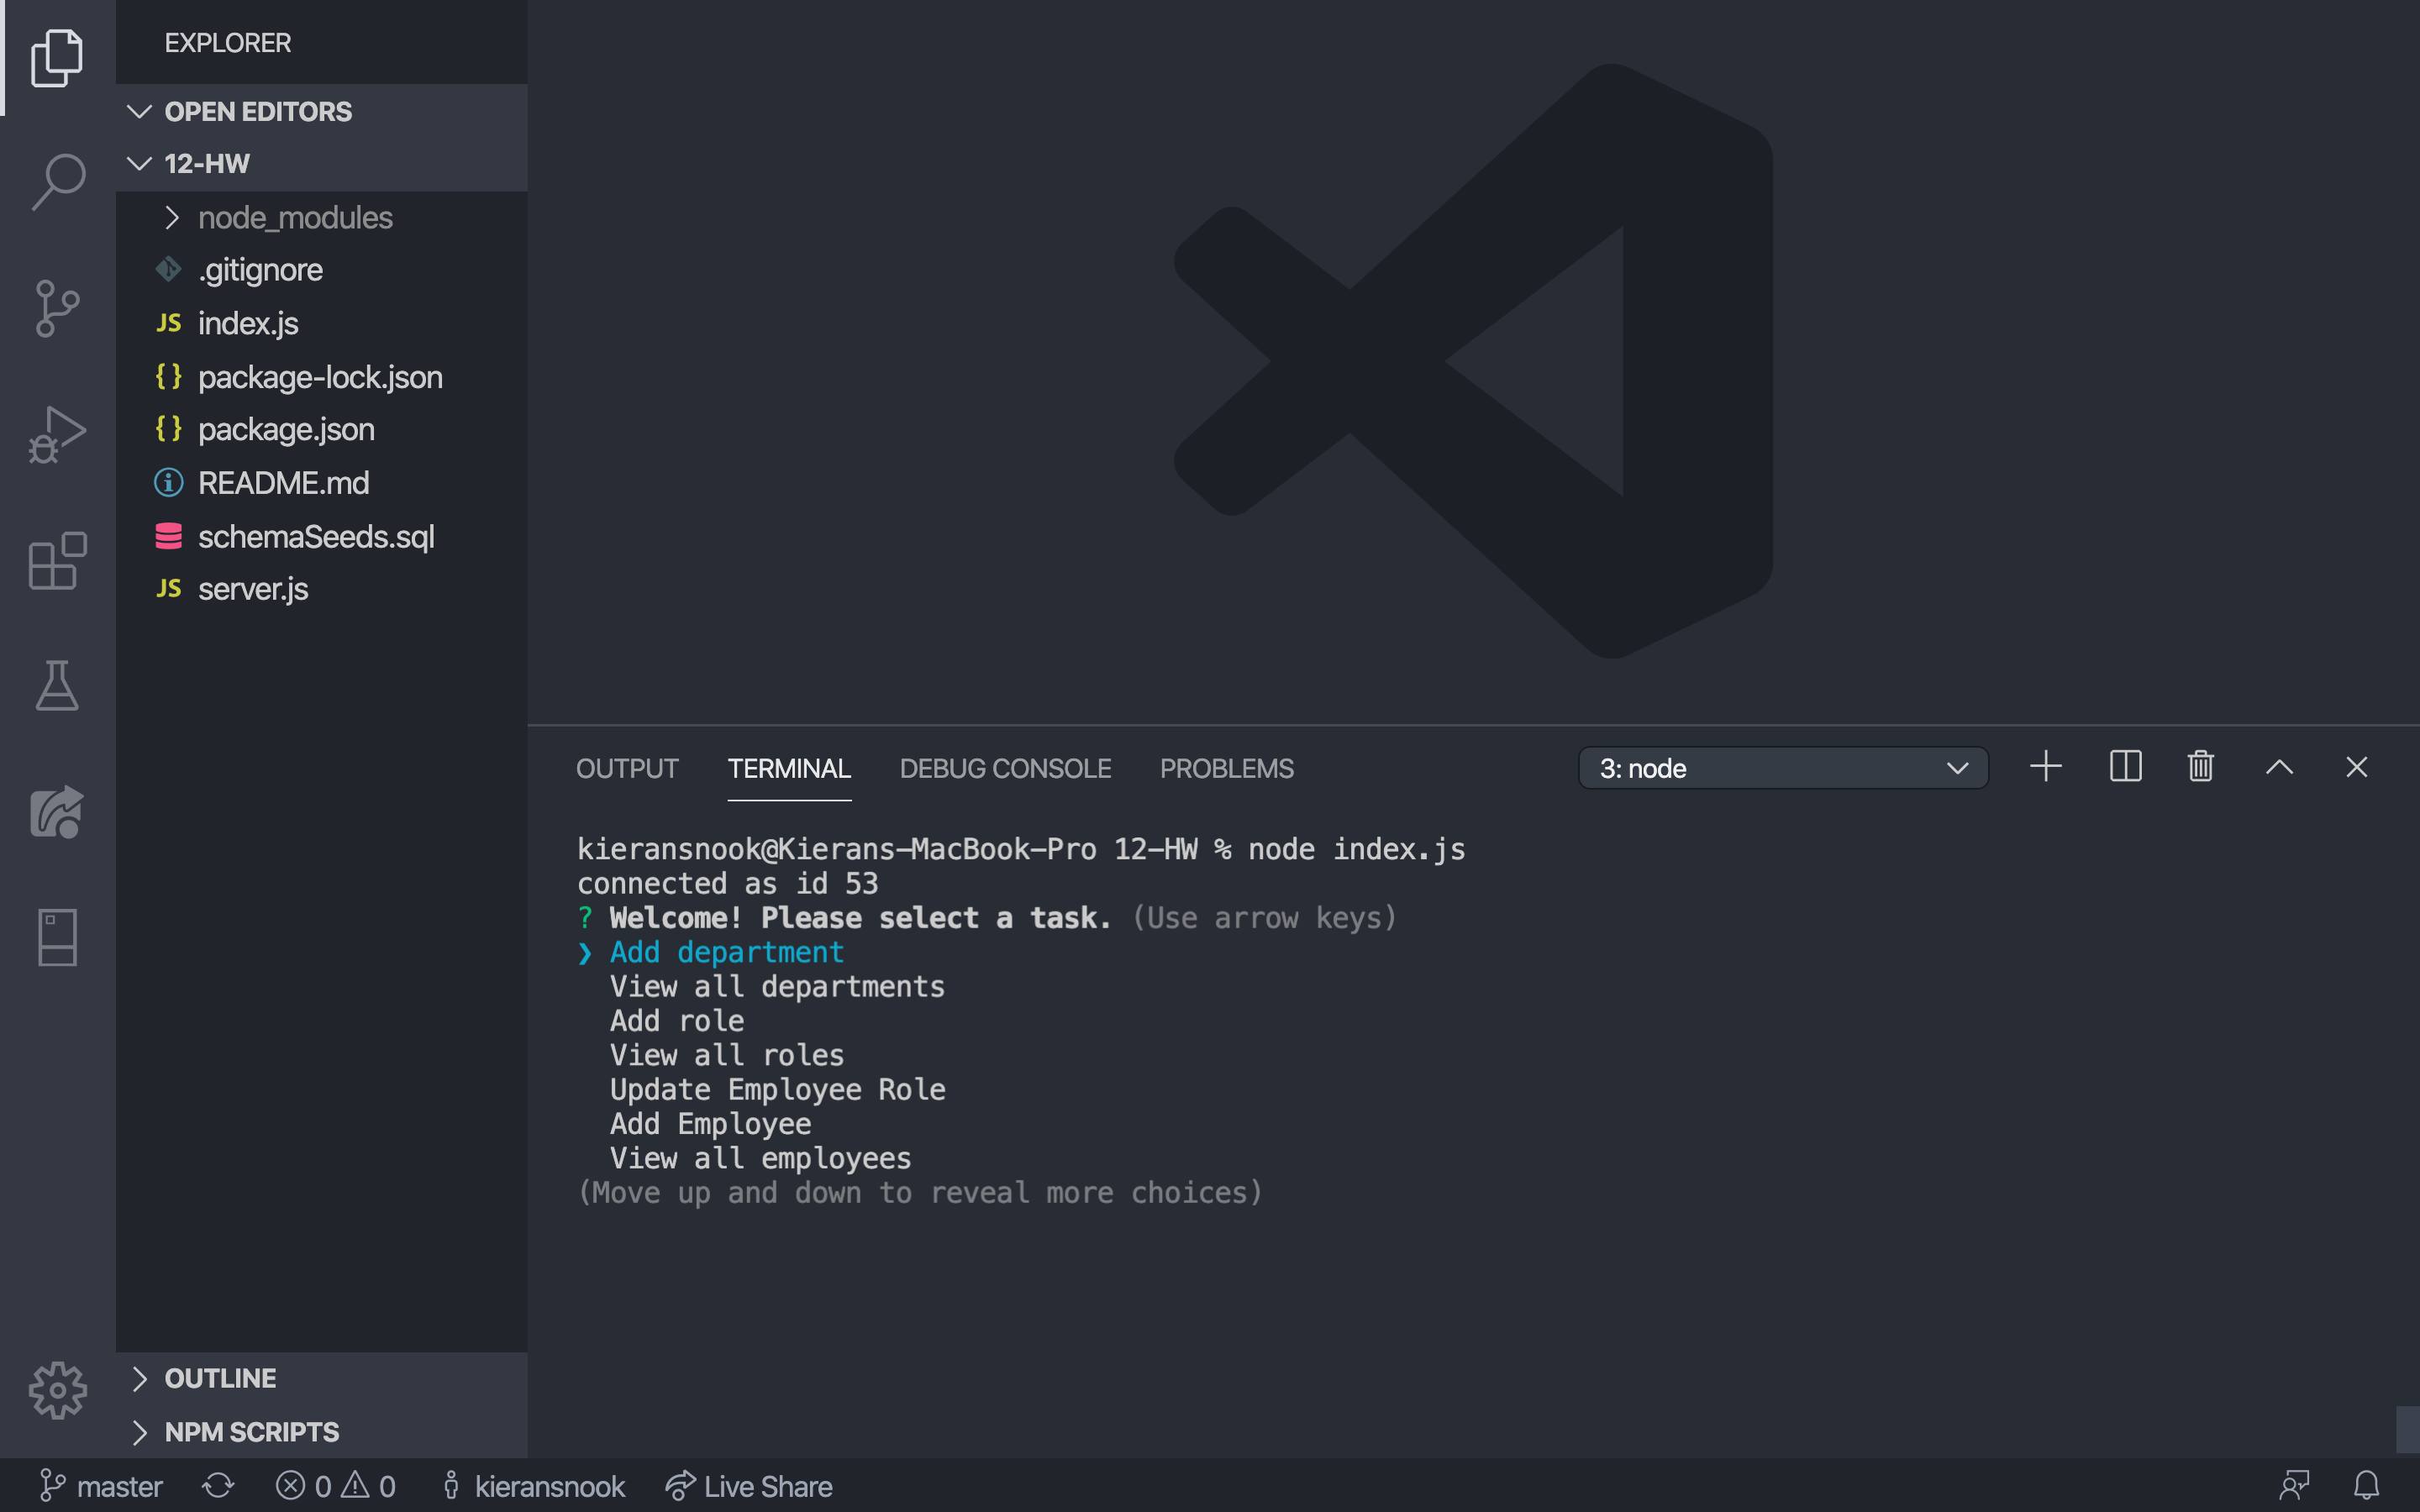 EXPLORER
OPEN EDITORS
12-HW
node_modules
.gitignore
JS index.js
{ } package-lock.json
{ } package.json
README.md
schemaSeeds.sql
JS server.js
OUTLINE
NPM SCRIPTS
OUTPUT TERMINAL DEBUG CONSOLE PROBLEMS 3: node
kieransnook@Kierans-MacBook-Pro 12-HW % node index.js
connected as id 53
? Welcome! Please select a task. (Use arrow keys)
❯ Add department
View all departments
Add role
View all roles
Update Employee Role
Add Employee
View all employees
(Move up and down to reveal more choices)
master 0 0 kieransnook Live Share